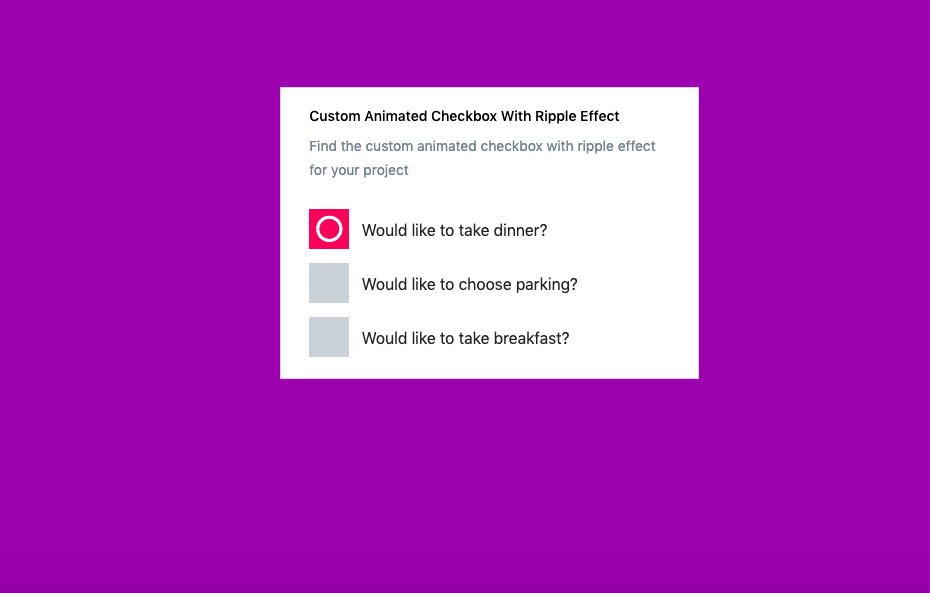 Custom Animated Checkbox With Ripple Effect
Find the custom animated checkbox with ripple effect
for your project
Would like to take dinner?
Would like to choose parking?
Would like to take breakfast?